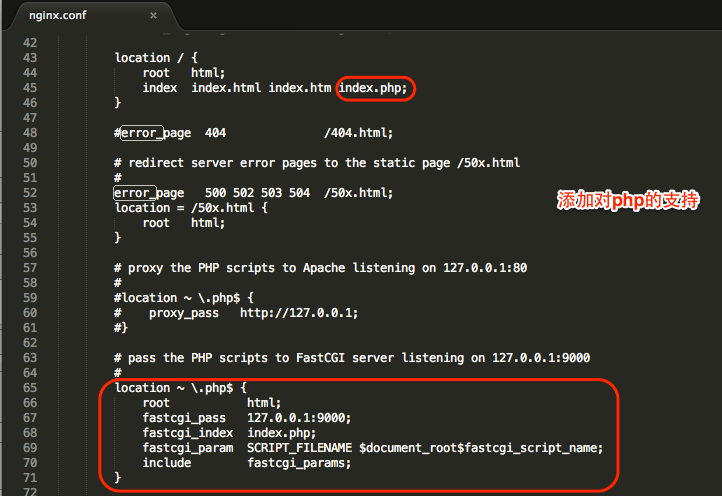 nginx.conf ×
42
43 location / {
44 root html;
45 index index.html index.htm index.php;
46 }
47
48 #error_page 404 /404.html;
49
50 # redirect server error pages to the static page /50x.html
51 #
52 error_page 500 502 503 504 /50x.html;
53 location = /50x.html {
54 root html;
55 }
56
57 # proxy the PHP scripts to Apache listening on 127.0.0.1:80
58 #
59 #location ~ \.php$ {
60 # proxy_pass http://127.0.0.1;
61 #}
62
63 # pass the PHP scripts to FastCGI server listening on 127.0.0.1:9000
64 #
65 location ~ \.php$ {
66 root html;
67 fastcgi_pass 127.0.0.1:9000;
68 fastcgi_index index.php;
69 fastcgi_param SCRIPT_FILENAME $document_root$fastcgi_script_name;
70 include fastcgi_params;
71 }
72
添加对php的支持